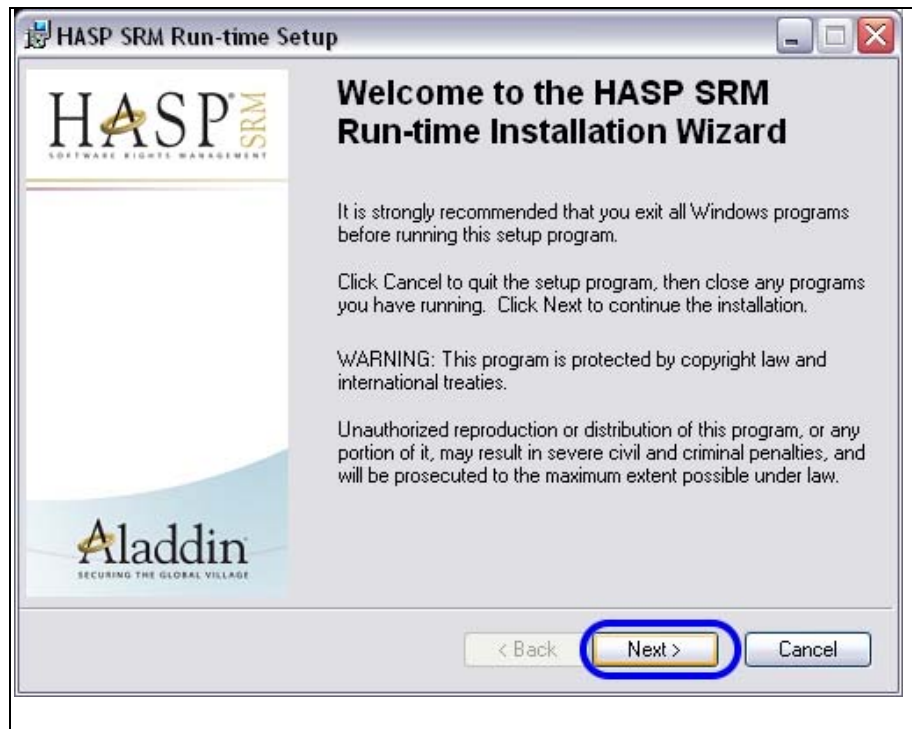 HASP SRM Run-time Setup
HASP SRM
SOFTWARE RIGHTS MANAGEMENT
Welcome to the HASP SRM
Run-time Installation Wizard
It is strongly recommended that you exit all Windows programs
before running this setup program.
Click Cancel to quit the setup program, then close any programs
you have running. Click Next to continue the installation.
WARNING: This program is protected by copyright law and
international treaties.
Unauthorized reproduction or distribution of this program, or any
portion of it, may result in severe civil and criminal penalties, and
will be prosecuted to the maximum extent possible under law.
Aladdin
SECURING THE GLOBAL VILLAGE
< Back Next > Cancel